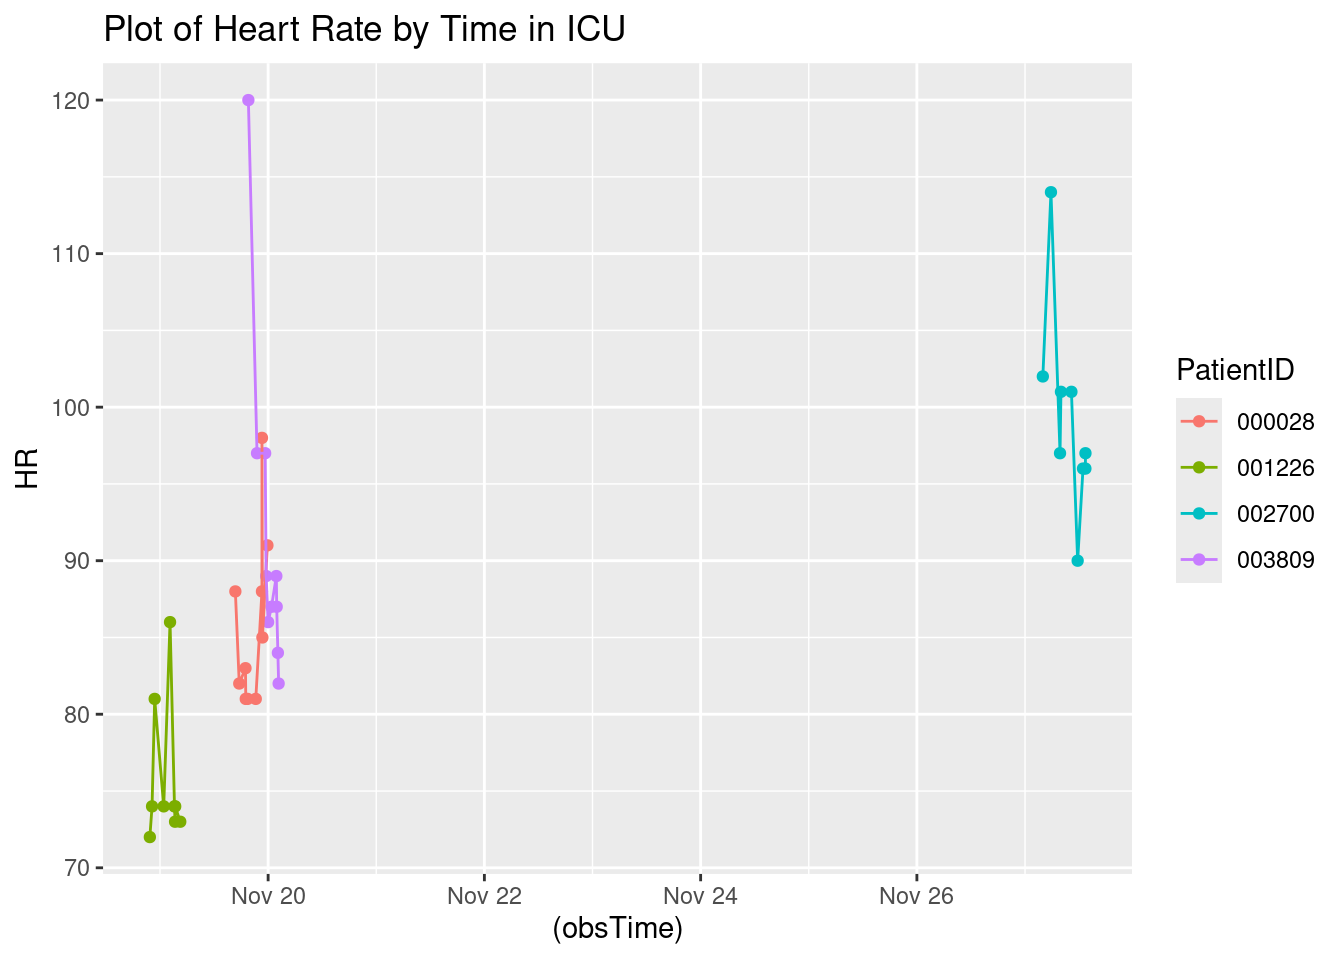 Plot of Heart Rate by Time in ICU
120
110
100
90
80
70
HR
Nov 20
Nov 22
Nov 24
Nov 26
(obsTime)
PatientID
000028
001226
002700
003809